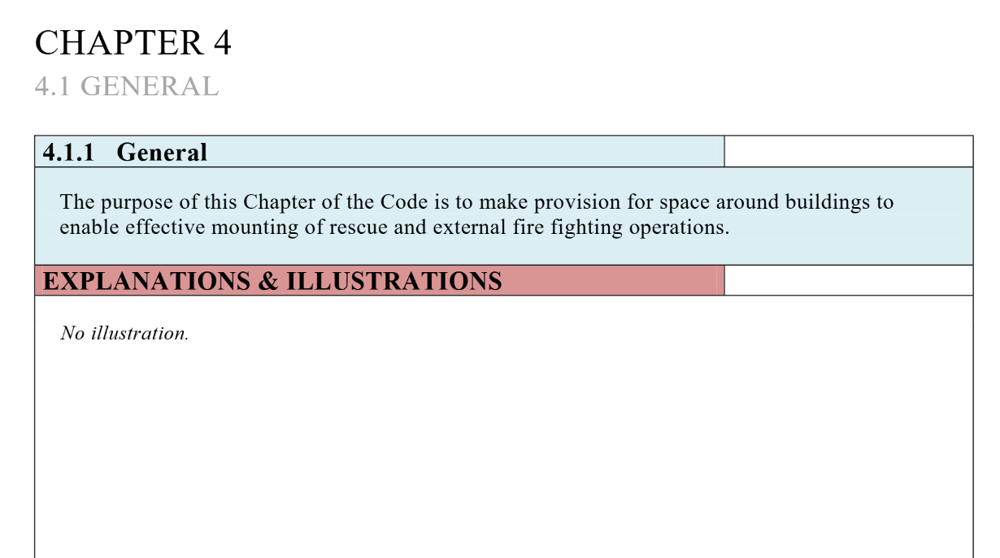 CHAPTER 4
4.1 GENERAL
4.1.1 General
The purpose of this Chapter of the Code is to make provision for space around buildings to
enable effective mounting of rescue and external fire fighting operations.
EXPLANATIONS & ILLUSTRATIONS
No illustration.